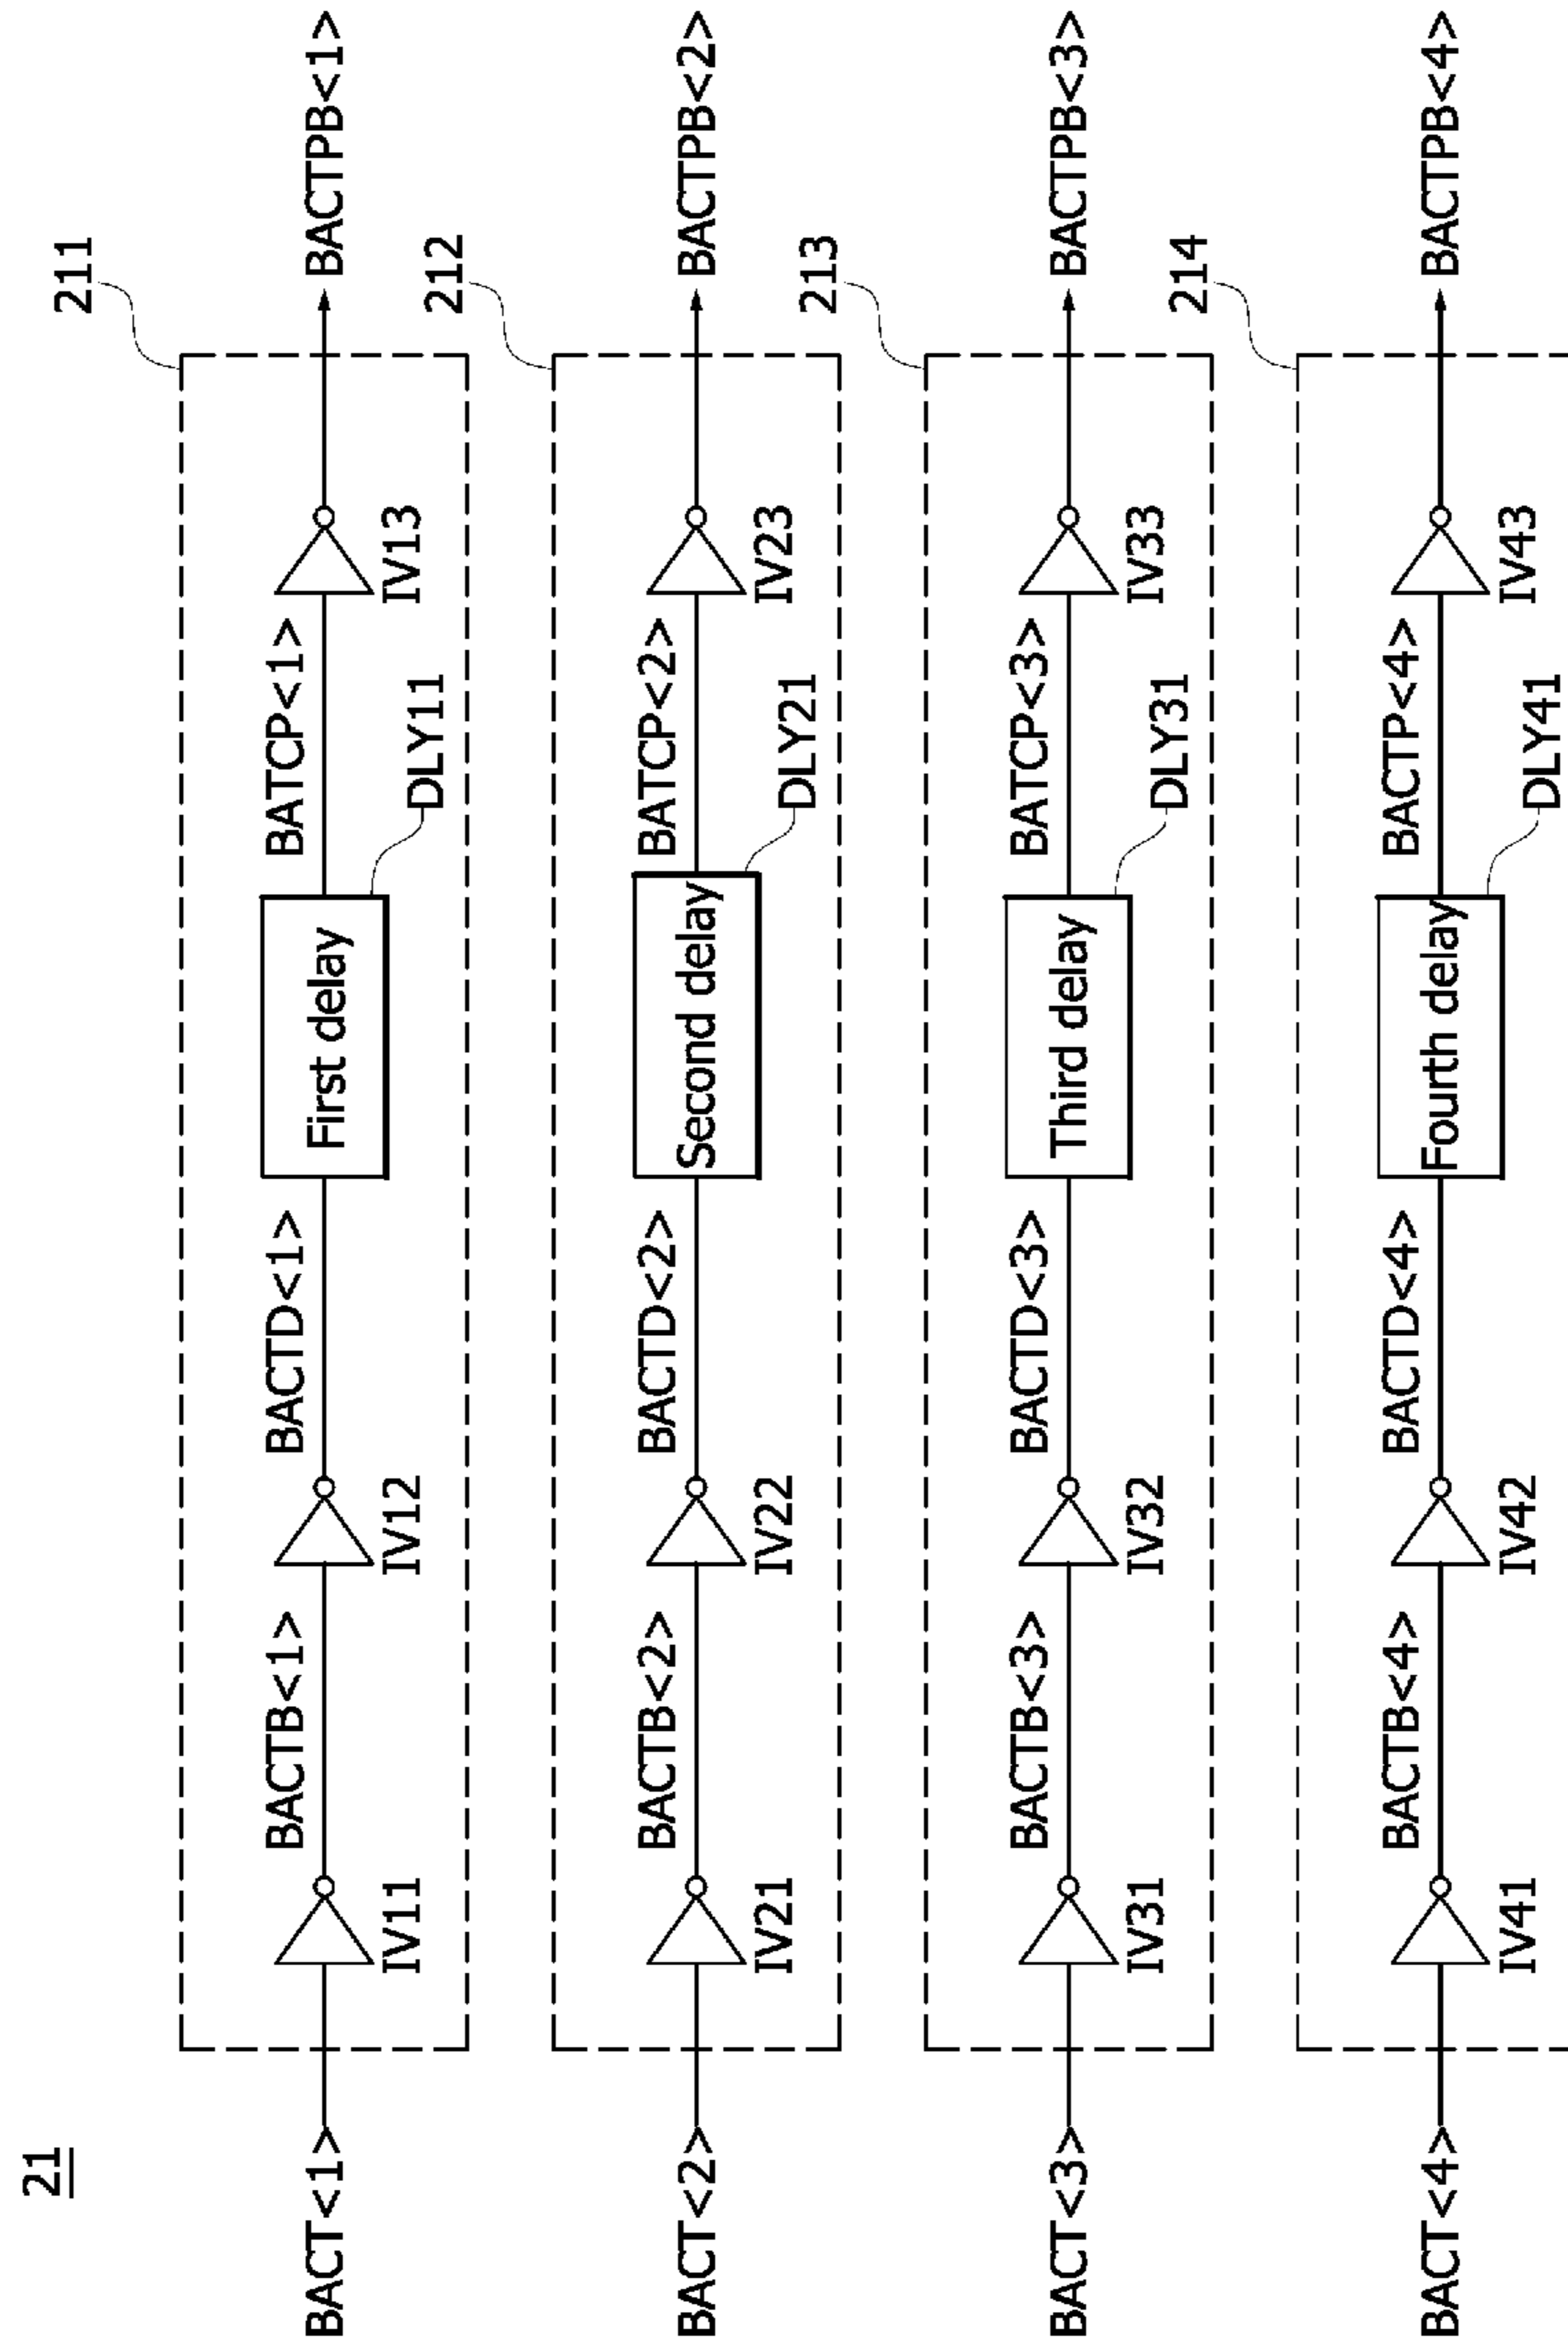 21
211
BACT<1>
IV11
BACTB<1>
IV12
BACTD<1>
First delay
DLY11
BATCP<1>
IV13
BACTPB<1>
212
BACT<2>
IV21
BACTB<2>
IV22
BACTD<2>
Second delay
DLY21
BATCP<2>
IV23
BACTPB<2>
213
BACT<3>
IV31
BACTB<3>
IV32
BACTD<3>
Third delay
DLY31
BATCP<3>
IV33
BACTPB<3>
214
BACT<4>
IV41
BACTB<4>
IV42
BACTD<4>
Fourth delay
DLY41
BACTP<4>
IV43
BACTPB<4>